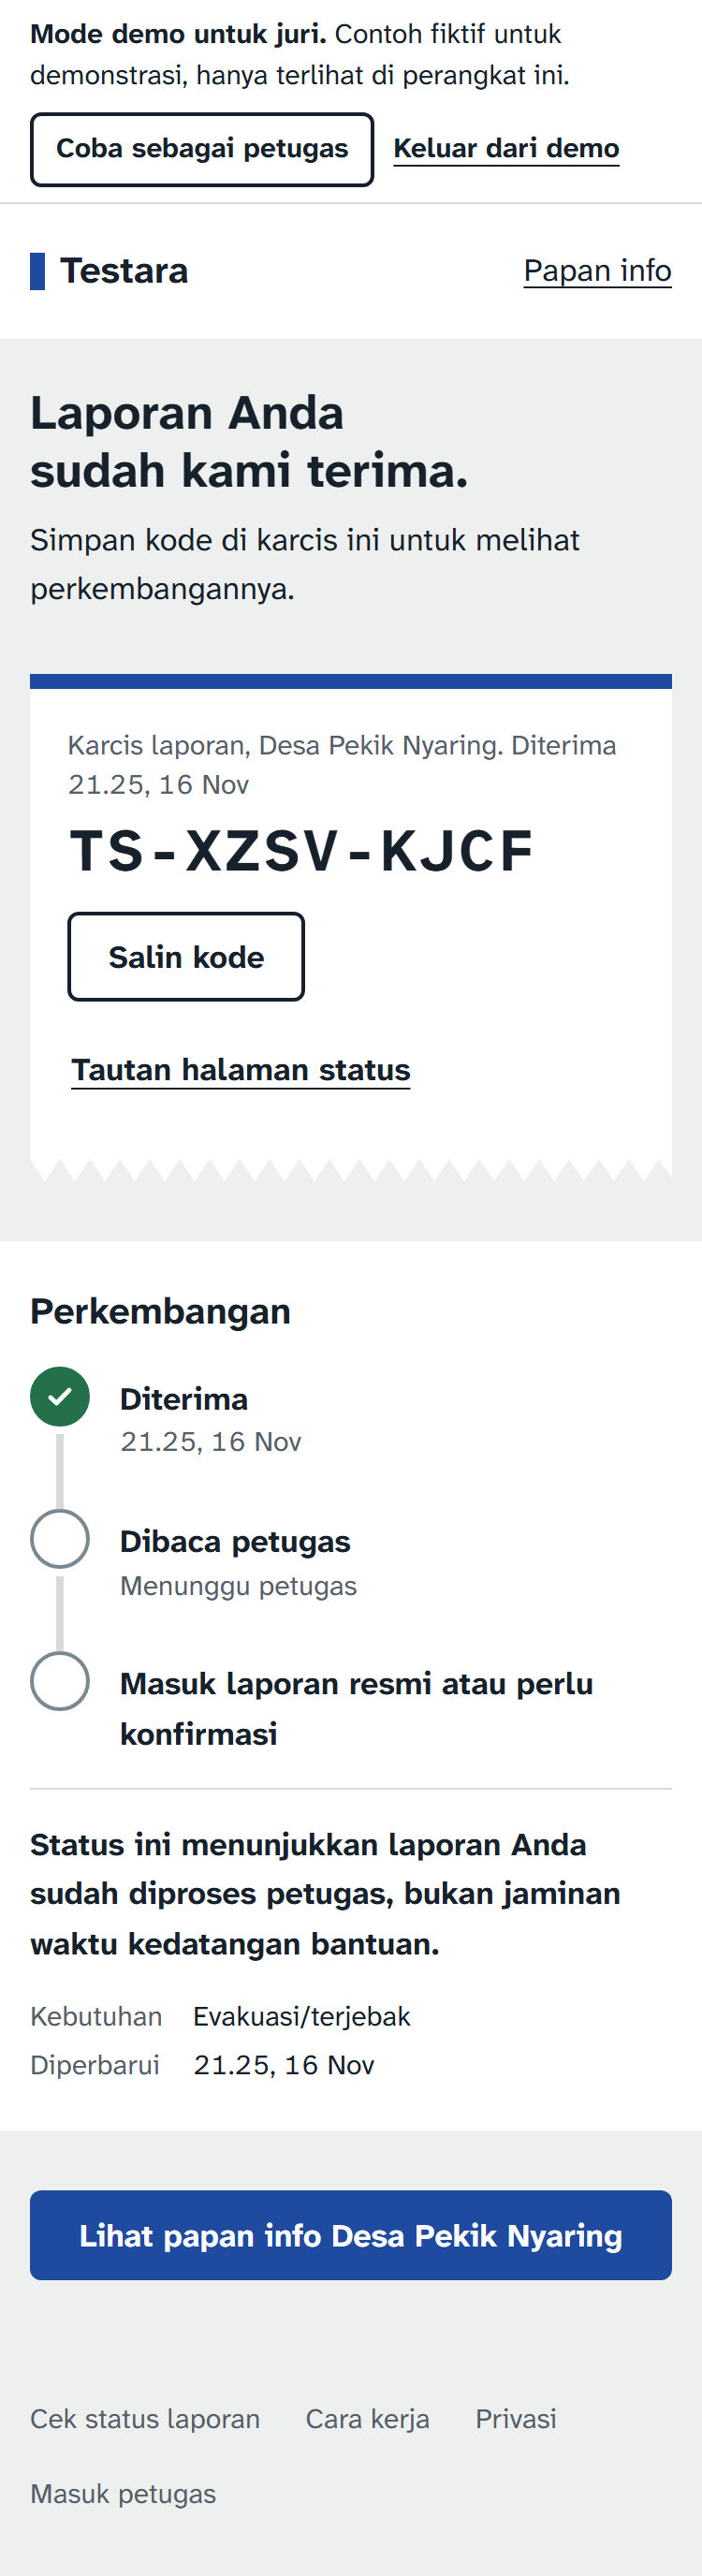 Mode demo untuk juri. Contoh fiktif untuk
demonstrasi, hanya terlihat di perangkat ini.
Coba sebagai petugas
Keluar dari demo
Testara
Papan info
Laporan Anda
sudah kami terima.
Simpan kode di karcis ini untuk melihat
perkembangannya.
Karcis laporan, Desa Pekik Nyaring. Diterima
21.25, 16 Nov
TS-XZSV-KJCF
Salin kode
Tautan halaman status
Perkembangan
Diterima
21.25, 16 Nov
Dibaca petugas
Menunggu petugas
Masuk laporan resmi atau perlu
konfirmasi
Status ini menunjukkan laporan Anda
sudah diproses petugas, bukan jaminan
waktu kedatangan bantuan.
Kebutuhan Evakuasi/terjebak
Diperbarui 21.25, 16 Nov
Lihat papan info Desa Pekik Nyaring
Cek status laporan Cara kerja Privasi
Masuk petugas